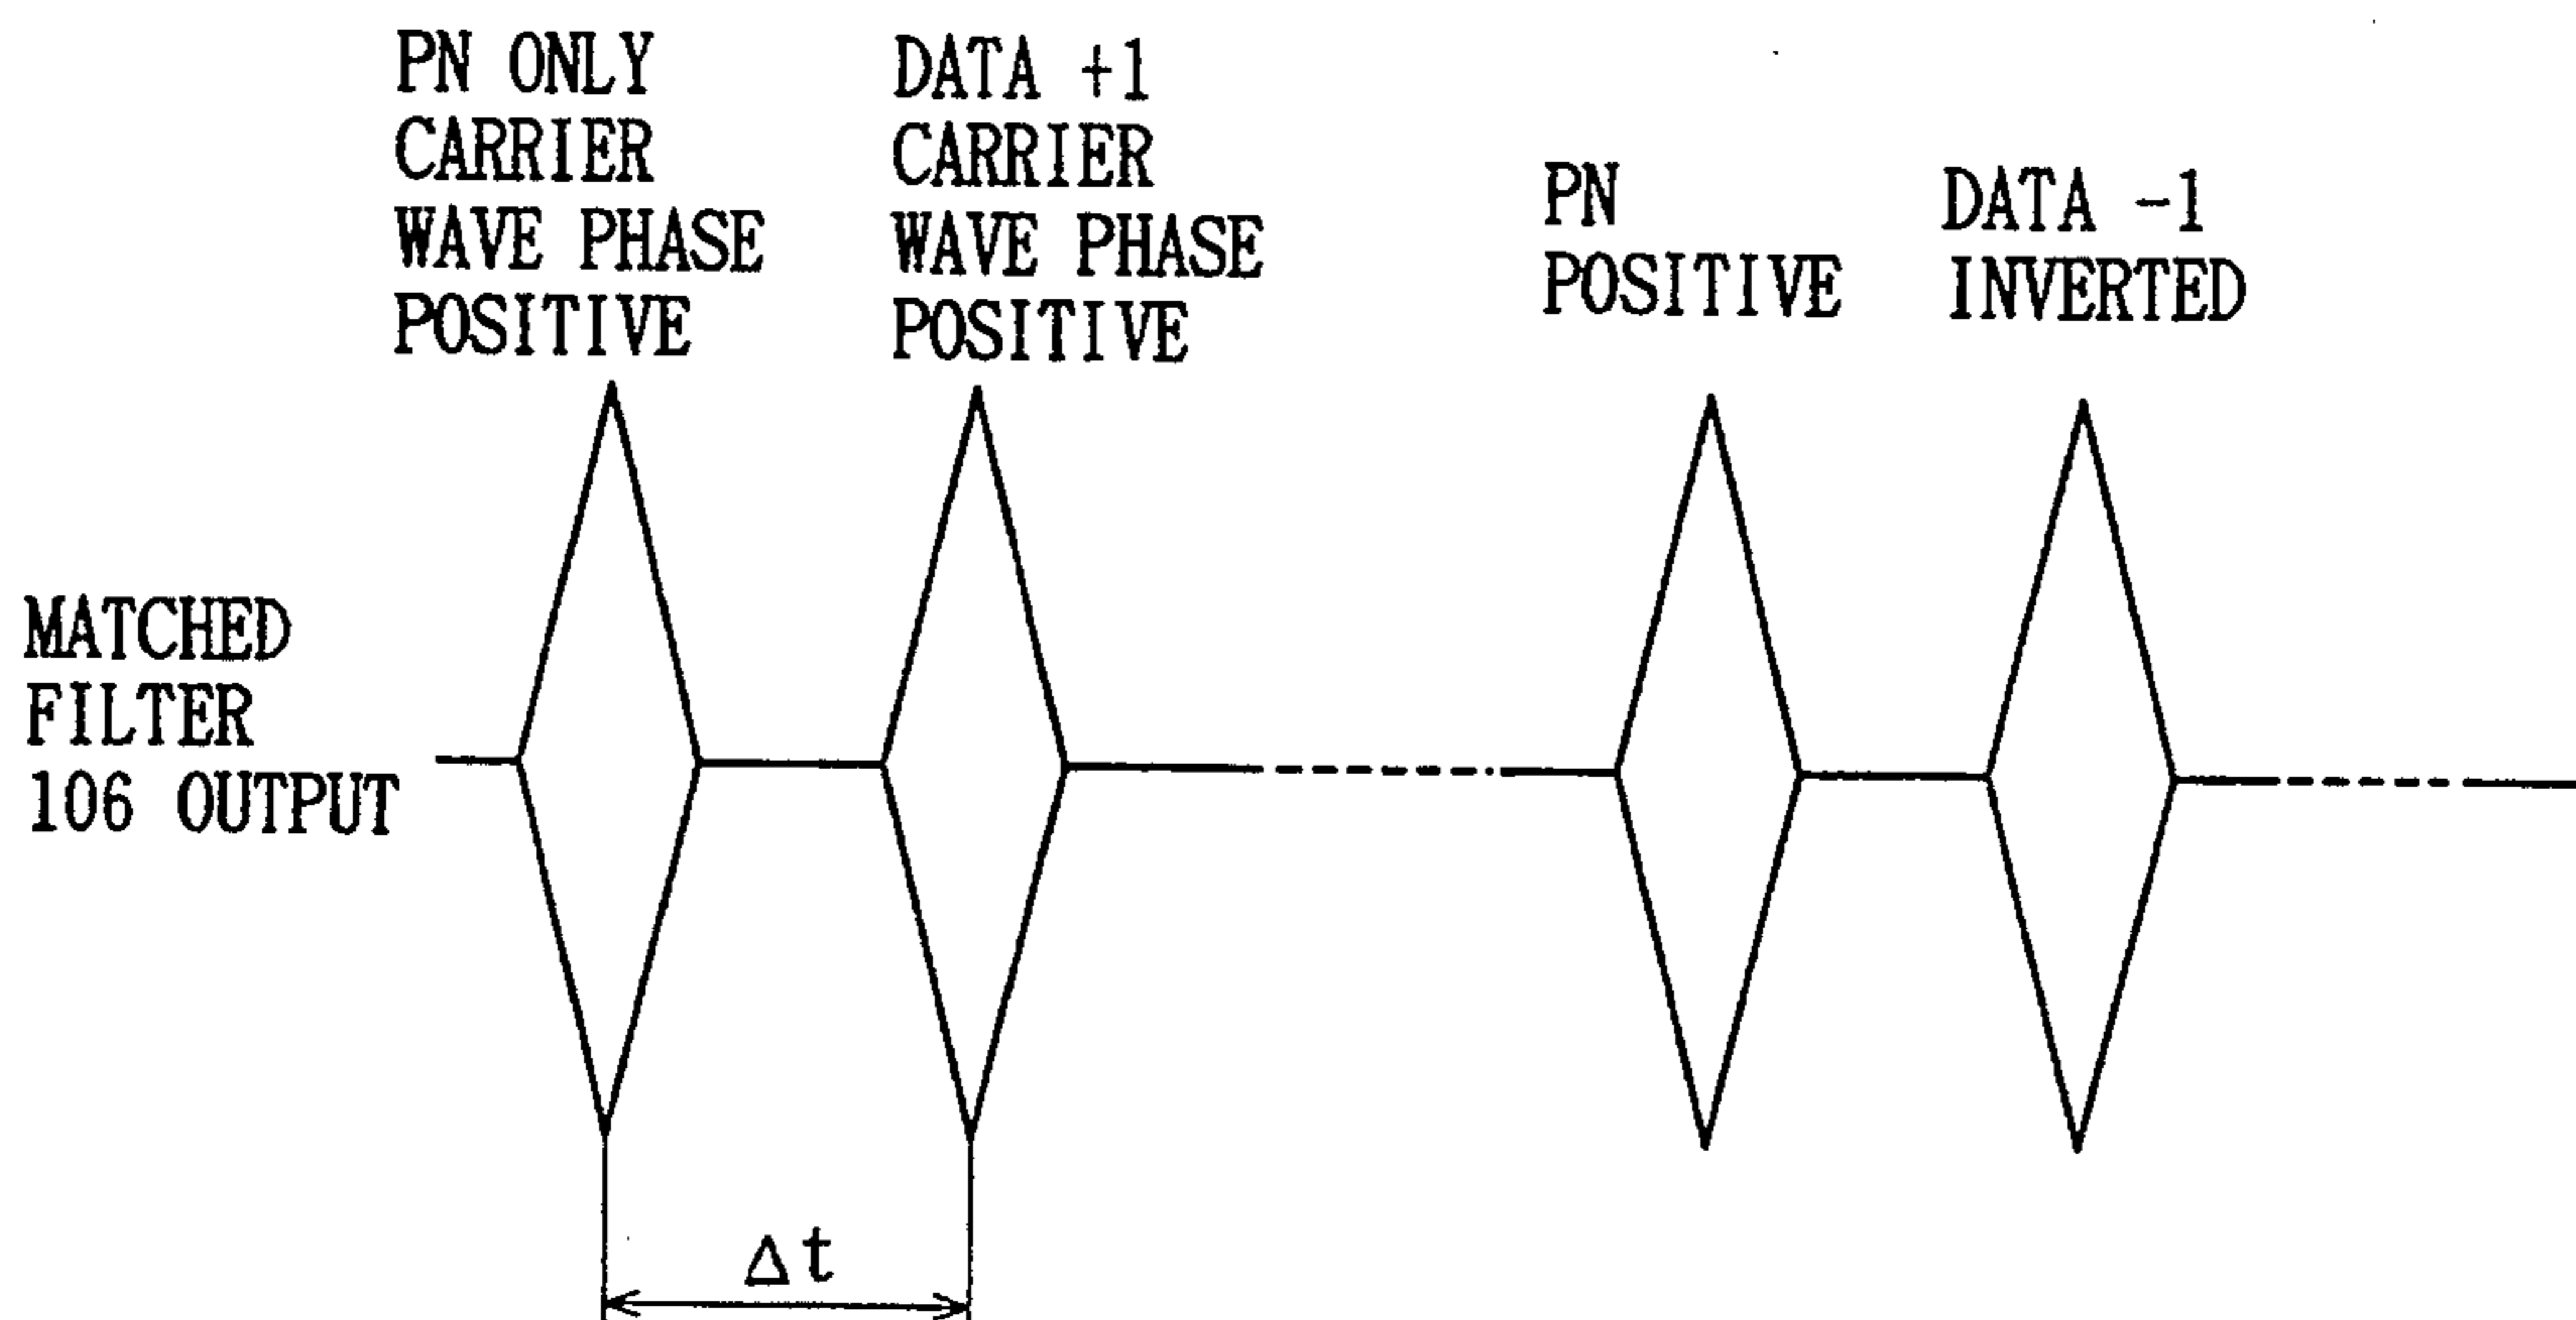 PN ONLY
CARRIER
WAVE PHASE
POSITIVE
DATA +1
CARRIER
WAVE PHASE
POSITIVE
PN
POSITIVE
DATA -1
INVERTED
MATCHED
FILTER
106 OUTPUT
Δt